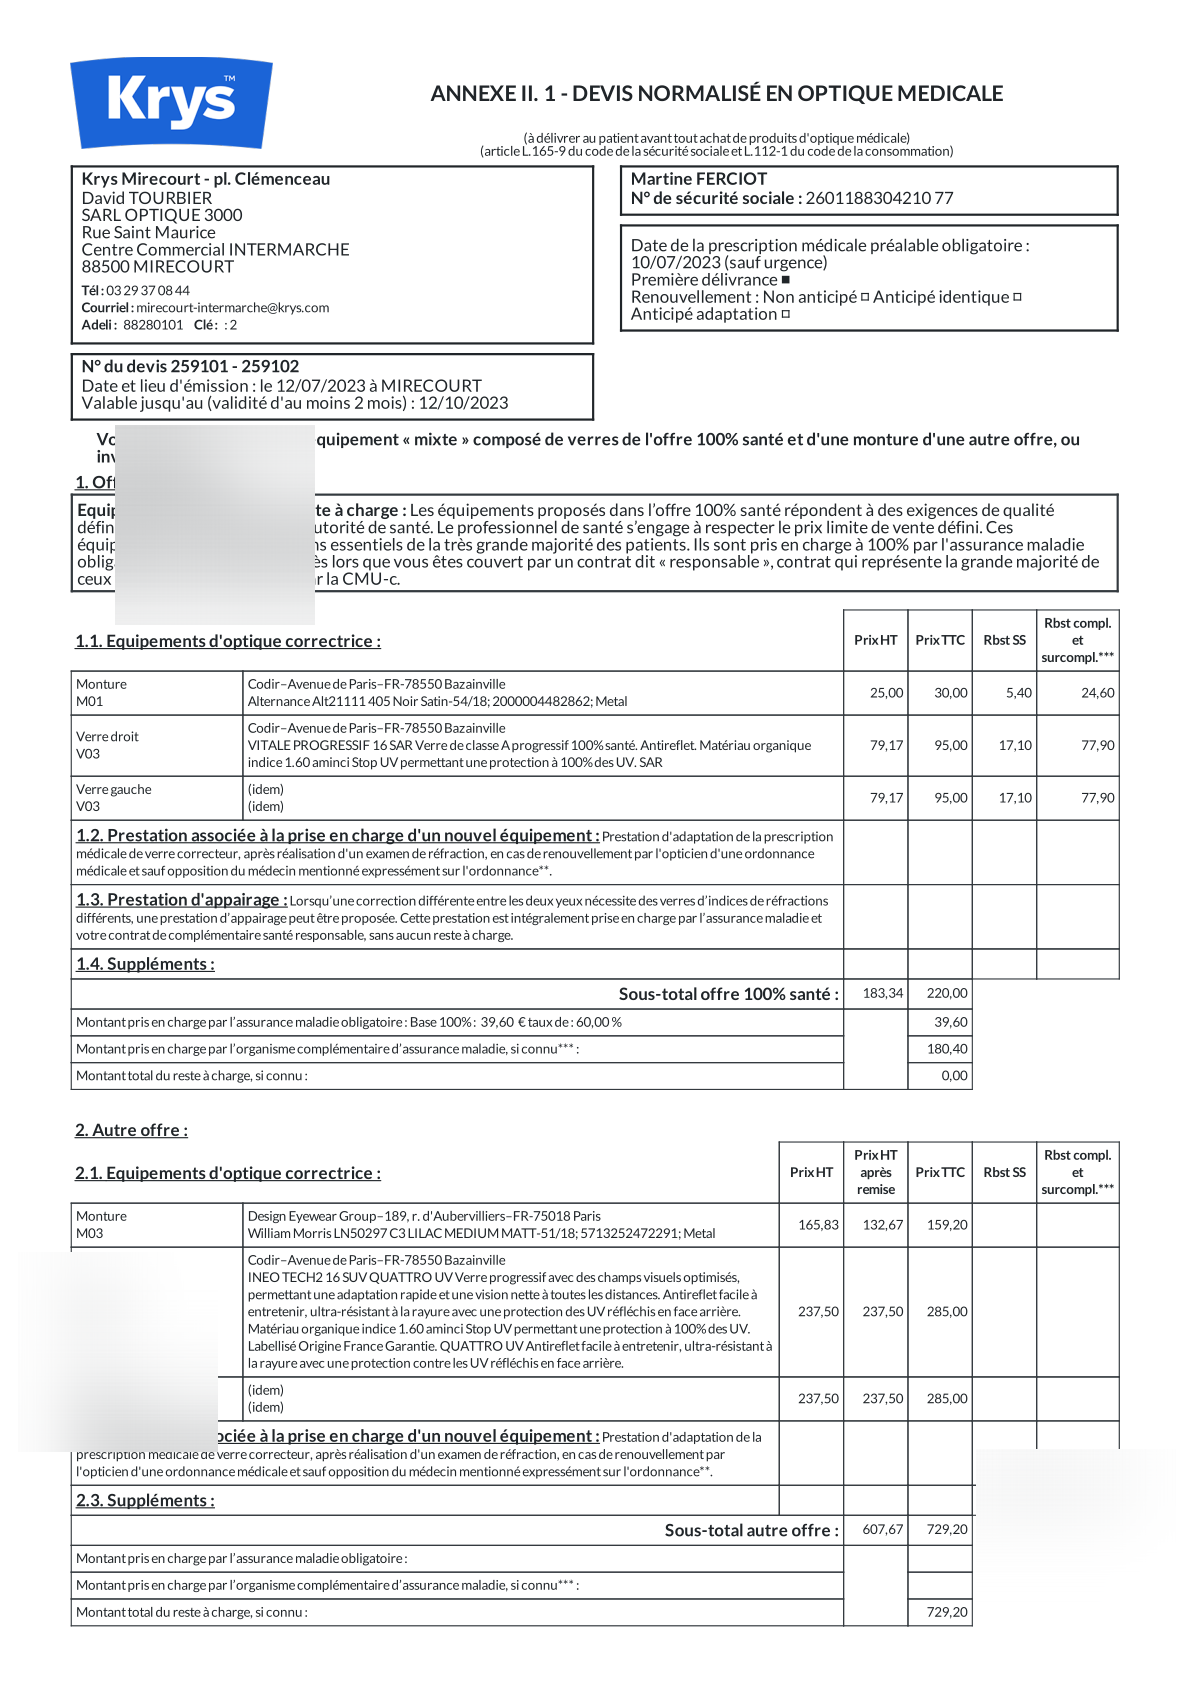 Krys™
ANNEXE II. 1 - DEVIS NORMALISÉ EN OPTIQUE MEDICALE
(à délivrer au patient avant tout achat de produits d'optique médicale)
(article L.165-9 du code de la sécurité sociale et L.112-1 du code de la consommation)
Krys Mirecourt - pl. Clémenceau
David TOURBIER
SARL OPTIQUE 3000
Rue Saint Maurice
Centre Commercial INTERMARCHE
88500 MIRECOURT
Tél : 03 29 37 08 44
Courriel : mirecourt-intermarche@krys.com
Adeli : 88280101 Clé : : 2
Martine FERCIOT
N° de sécurité sociale : 2601188304210 77
Date de la prescription médicale préalable obligatoire :
10/07/2023 (sauf urgence)
Première délivrance ■
Renouvellement : Non anticipé □ Anticipé identique □
Anticipé adaptation □
N° du devis 259101 - 259102
Date et lieu d'émission : le 12/07/2023 à MIRECOURT
Valable jusqu'au (validité d'au moins 2 mois) : 12/10/2023
« mixte » composé de verres de l'offre 100% santé et d'une monture d'une autre offre, ou
1.
à charge : Les équipements proposés dans l'offre 100% santé répondent à des exigences de qualité
de santé. Le professionnel de santé s'engage à respecter le prix limite de vente défini. Ces
essentiels de la très grande majorité des patients. Ils sont pris en charge à 100% par l'assurance maladie
lors que vous êtes couvert par un contrat dit « responsable », contrat qui représente la grande majorité de
ceux la CMU-c.
1.1. Equipements d'optique correctrice : Prix HT Prix TTC Rbst SS Rbst compl. et surcompl.***
Monture
M01
Codir–Avenue de Paris–FR-78550 Bazainville
Alternance Alt21111 405 Noir Satin-54/18; 2000004482862; Metal
25,00 30,00 5,40 24,60
Verre droit
V03
Codir–Avenue de Paris–FR-78550 Bazainville
VITALE PROGRESSIF 16 SAR Verre de classe A progressif 100% santé. Antireflet. Matériau organique
indice 1.60 aminci Stop UV permettant une protection à 100% des UV. SAR
79,17 95,00 17,10 77,90
Verre gauche
V03
(idem)
(idem)
79,17 95,00 17,10 77,90
1.2. Prestation associée à la prise en charge d'un nouvel équipement : Prestation d'adaptation de la prescription
médicale de verre correcteur, après réalisation d'un examen de réfraction, en cas de renouvellement par l'opticien d'une ordonnance
médicale et sauf opposition du médecin mentionné expressément sur l'ordonnance**.
1.3. Prestation d'appairage : Lorsqu'une correction différente entre les deux yeux nécessite des verres d'indices de réfractions
différents, une prestation d'appairage peut être proposée. Cette prestation est intégralement prise en charge par l'assurance maladie et
votre contrat de complémentaire santé responsable, sans aucun reste à charge.
1.4. Suppléments :
Sous-total offre 100% santé : 183,34 220,00
Montant pris en charge par l'assurance maladie obligatoire : Base 100% : 39,60 € taux de : 60,00 % 39,60
Montant pris en charge par l'organisme complémentaire d'assurance maladie, si connu*** : 180,40
Montant total du reste à charge, si connu : 0,00
2. Autre offre :
2.1. Equipements d'optique correctrice : Prix HT Prix HT après remise Prix TTC Rbst SS Rbst compl. et surcompl.***
Monture
M03
Design Eyewear Group–189, r. d'Aubervilliers–FR-75018 Paris
William Morris LN50297 C3 LILAC MEDIUM MATT-51/18; 5713252472291; Metal
165,83 132,67 159,20
Codir–Avenue de Paris–FR-78550 Bazainville
INEO TECH2 16 SUV QUATTRO UV Verre progressif avec des champs visuels optimisés,
permettant une adaptation rapide et une vision nette à toutes les distances. Antireflet facile à
entretenir, ultra-résistant à la rayure avec une protection des UV réfléchis en face arrière.
Matériau organique indice 1.60 aminci Stop UV permettant une protection à 100% des UV.
Labellisé Origine France Garantie. QUATTRO UV Antireflet facile à entretenir, ultra-résistant à
la rayure avec une protection contre les UV réfléchis en face arrière.
237,50 237,50 285,00
(idem)
(idem)
237,50 237,50 285,00
à la prise en charge d'un nouvel équipement : Prestation d'adaptation de la
prescription médicale de verre correcteur, après réalisation d'un examen de réfraction, en cas de renouvellement par
l'opticien d'une ordonnance médicale et sauf opposition du médecin mentionné expressément sur l'ordonnance**.
2.3. Suppléments :
Sous-total autre offre : 607,67 729,20
Montant pris en charge par l'assurance maladie obligatoire :
Montant pris en charge par l'organisme complémentaire d'assurance maladie, si connu*** :
Montant total du reste à charge, si connu : 729,20